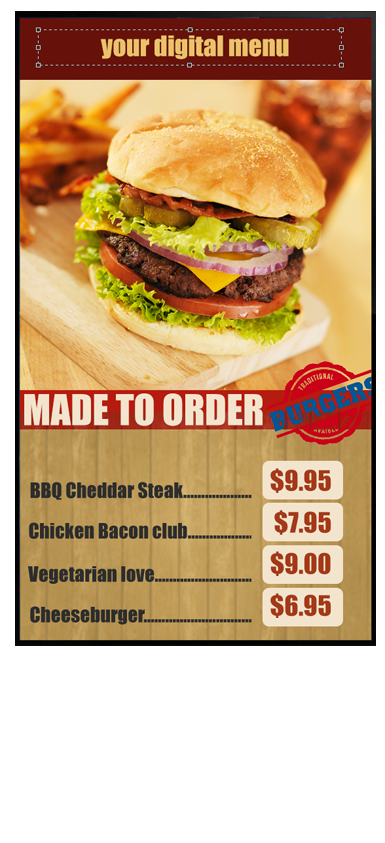 your digital menu
TRADITIONAL
BURGERS
MADE TO ORDER
BBQ Cheddar Steak................... $9.95
Chicken Bacon club.................. $7.95
Vegetarian love........................... $9.00
Cheeseburger.............................. $6.95